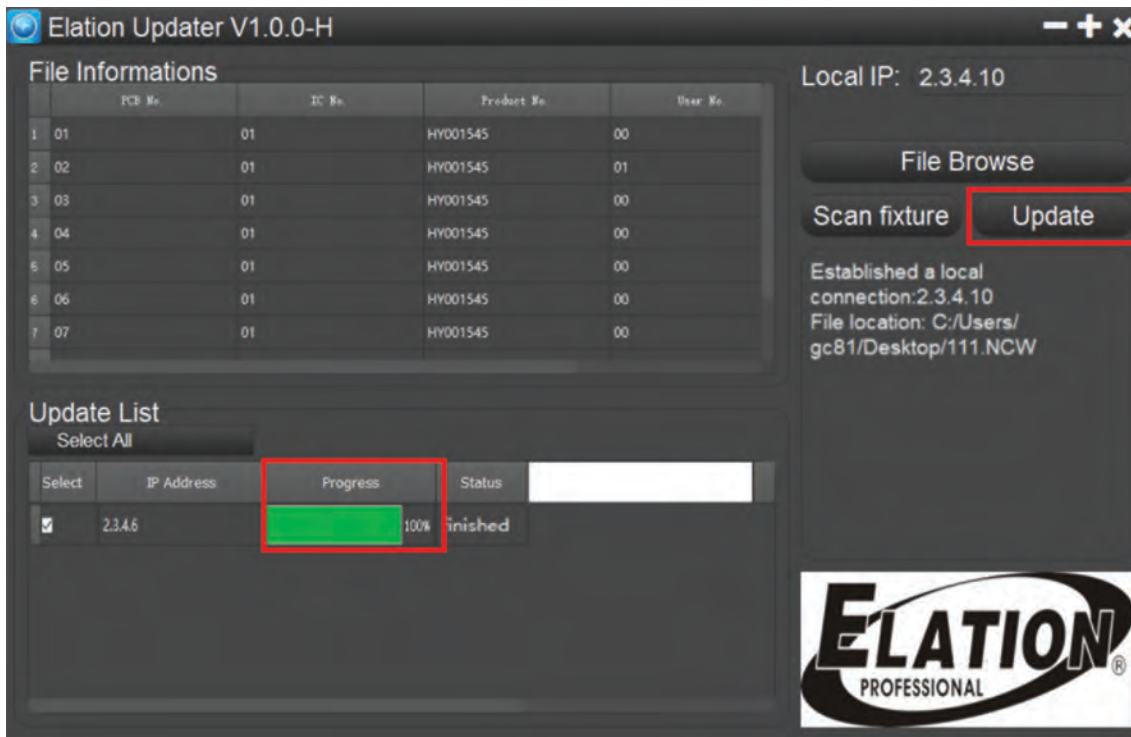 Elation Updater V1.0.0-H
File Informations
PCB No. IC No. Product No. User No.
1 01 01 HY001545 00
2 02 01 HY001545 01
3 03 01 HY001545 00
4 04 01 HY001545 00
5 05 01 HY001545 00
6 06 01 HY001545 00
7 07 01 HY001545 00
Update List
Select All
Select IP Address Progress Status
2.3.4.6 100% finished
Local IP: 2.3.4.10
File Browse
Scan fixture Update
Established a local
connection:2.3.4.10
File location: C:/Users/
gc81/Desktop/111.NCW
ELATION®
PROFESSIONAL